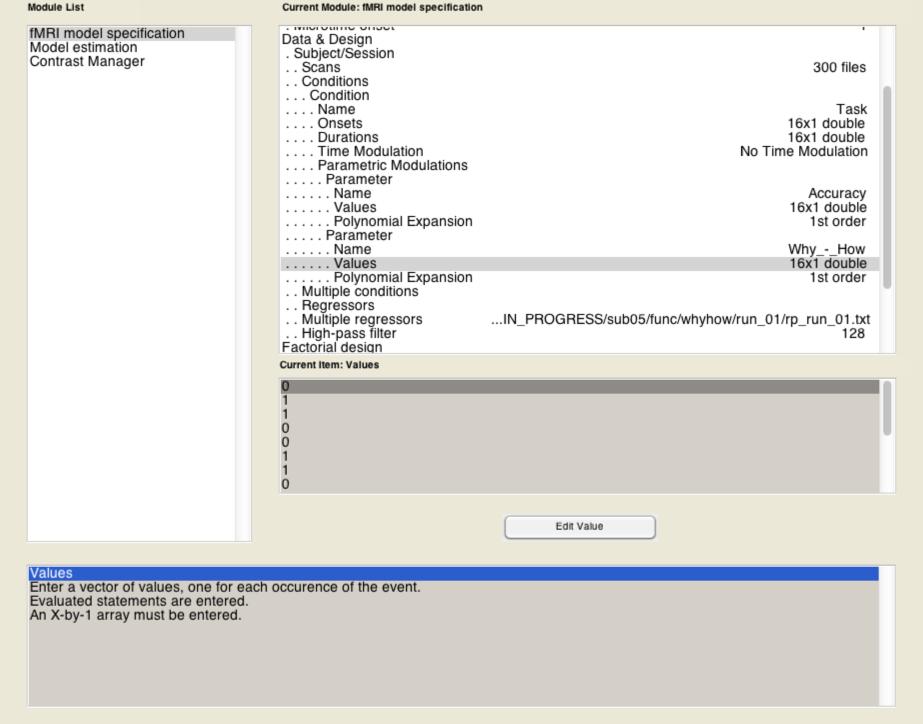 Module List
fMRI model specification
Model estimation
Contrast Manager
Current Module: fMRI model specification
. Microtime onset 1
Data & Design
. Subject/Session
. . Scans 300 files
. . Conditions
. . . Condition
. . . . Name Task
. . . . Onsets 16x1 double
. . . . Durations 16x1 double
. . . . Time Modulation No Time Modulation
. . . . Parametric Modulations
. . . . . Parameter
. . . . . . Name Accuracy
. . . . . . Values 16x1 double
. . . . . . Polynomial Expansion 1st order
. . . . . Parameter
. . . . . . Name Why_-_How
. . . . . . Values 16x1 double
. . . . . . Polynomial Expansion 1st order
. . Multiple conditions
. . Regressors
. . Multiple regressors ...IN_PROGRESS/sub05/func/whyhow/run_01/rp_run_01.txt
. . High-pass filter 128
Factorial design
Current Item: Values
0
1
1
0
0
1
1
0
Edit Value
Values
Enter a vector of values, one for each occurence of the event.
Evaluated statements are entered.
An X-by-1 array must be entered.